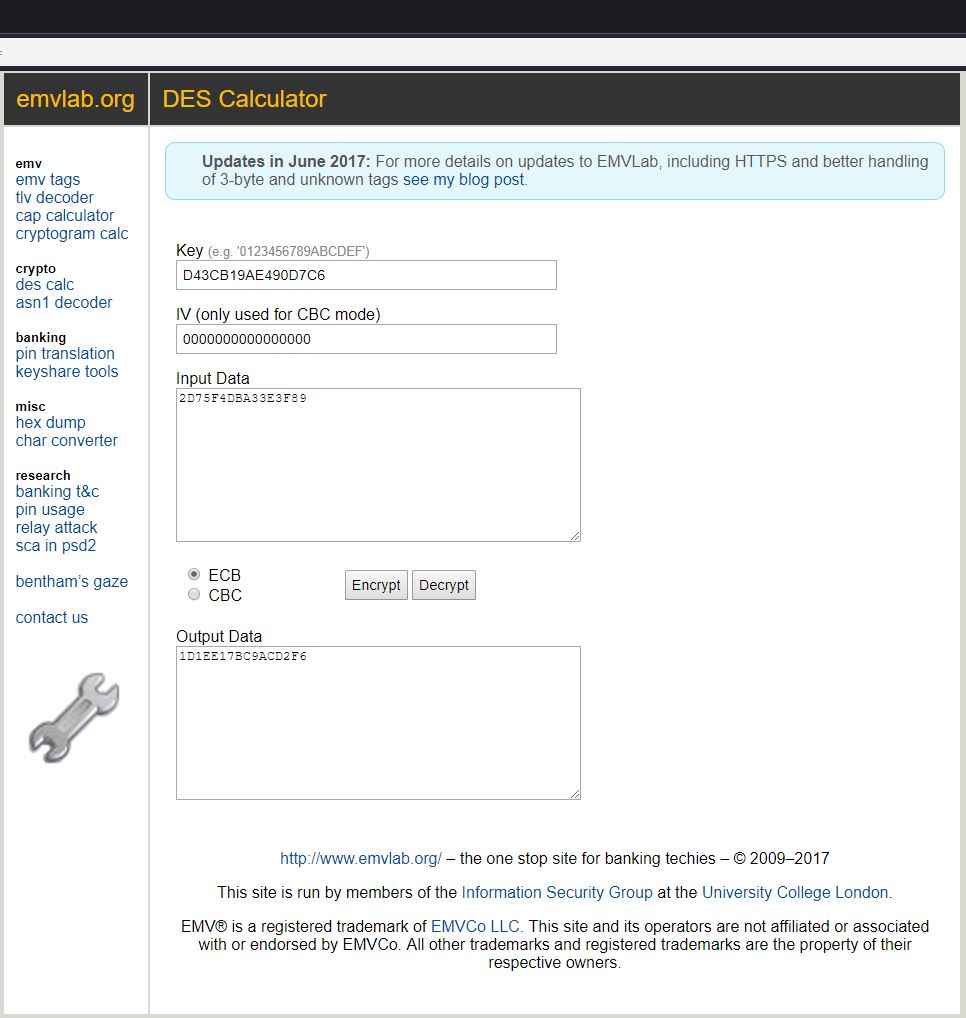 emvlab.org
DES Calculator
emv
emv tags
tlv decoder
cap calculator
cryptogram calc
crypto
des calc
asn1 decoder
banking
pin translation
keyshare tools
misc
hex dump
char converter
research
banking t&c
pin usage
relay attack
sca in psd2
bentham's gaze
contact us
Updates in June 2017: For more details on updates to EMVLab, including HTTPS and better handling
of 3-byte and unknown tags see my blog post.
Key (e.g. '0123456789ABCDEF')
D43CB19AE490D7C6
IV (only used for CBC mode)
0000000000000000
Input Data
2D75F4DBA33E3F89
ECB
CBC
Encrypt
Decrypt
Output Data
1D1EE17BC9ACD2F6
http://www.emvlab.org/ – the one stop site for banking techies – © 2009–2017
This site is run by members of the Information Security Group at the University College London.
EMV® is a registered trademark of EMVCo LLC. This site and its operators are not affiliated or associated
with or endorsed by EMVCo. All other trademarks and registered trademarks are the property of their
respective owners.